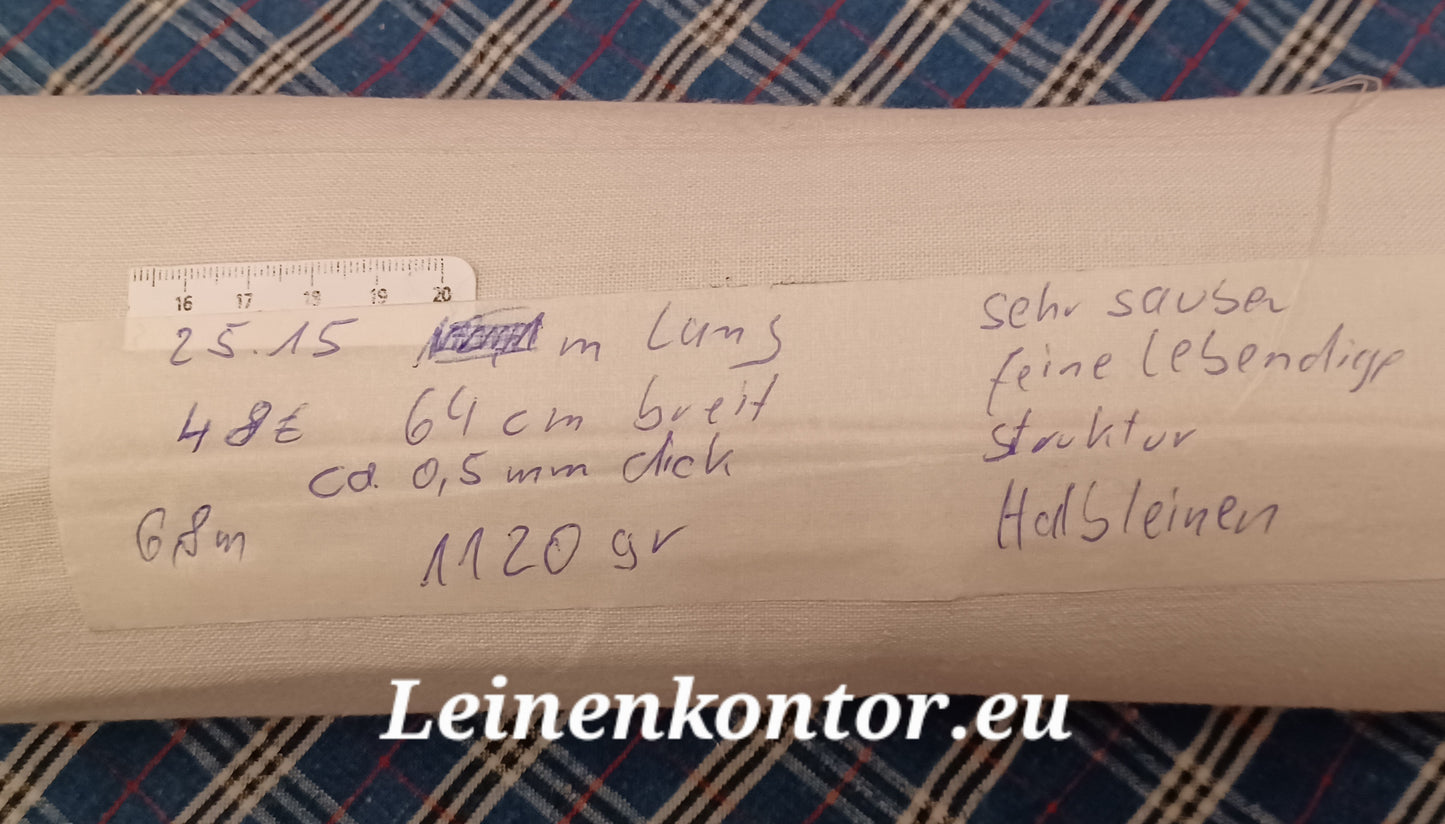 16 17 18 19 20
25.15 m lang
48€ 64 cm breit
ca. 0,5 mm dick
6,8m 1120 gr
sehr sauber
feine lebendige
struktur
Halbleinen
Leinenkontor.eu